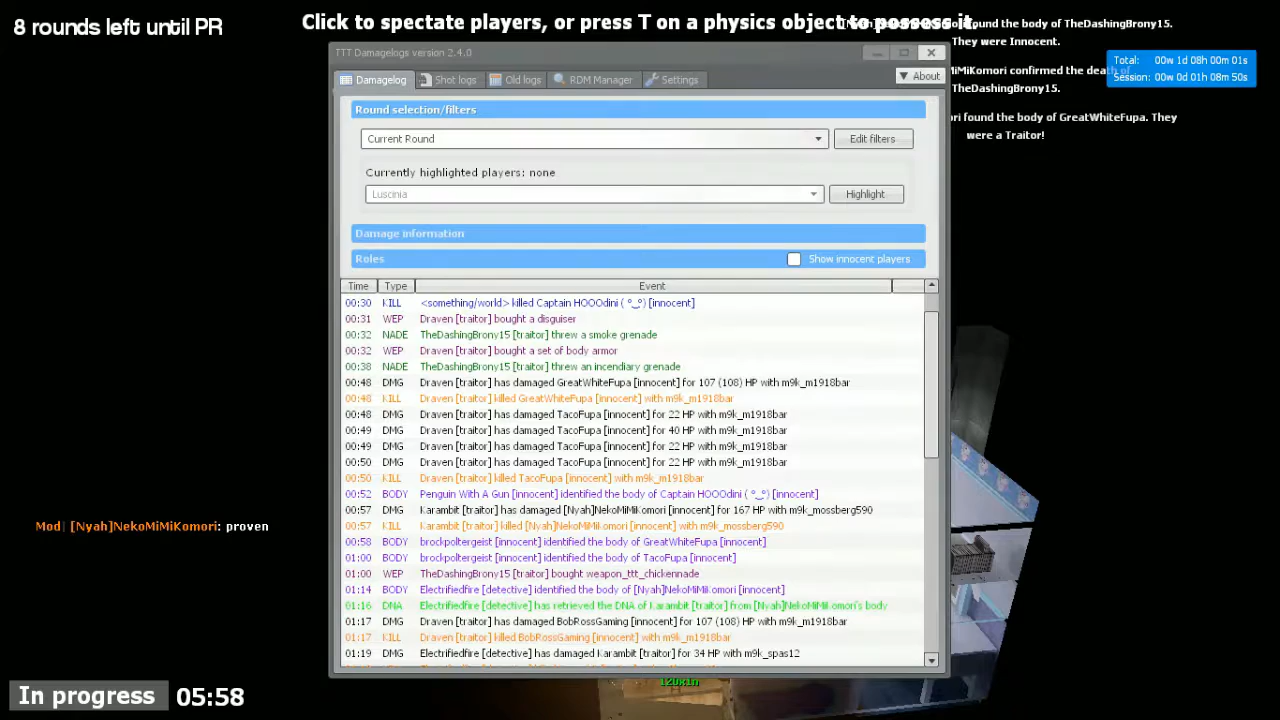 8 rounds left until PR
Click to spectate players, or press T on a physics object to possess it.
found the body of TheDashingBrony15.
They were Innocent.
MiMiKomori confirmed the death of
TheDashingBrony15.
ori found the body of GreatWhiteFupa. They
were a Traitor!
Total: 00w 1d 08h 00m 01s
Session: 00w 0d 01h 08m 50s
TTT Damagelogs version 2.4.0
Damagelog Shot logs Old logs RDM Manager Settings ▼ About
Round selection/filters
Current Round Edit filters
Currently highlighted players: none
Luscinia Highlight
Damage information
Roles Show innocent players
Time Type Event
00:30 KILL <something/world> killed Captain HOOOdini ( ͡° ͜ʖ ͡°) [innocent]
00:31 WEP Draven [traitor] bought a disguiser
00:32 NADE TheDashingBrony15 [traitor] threw a smoke grenade
00:32 WEP Draven [traitor] bought a set of body armor
00:38 NADE TheDashingBrony15 [traitor] threw an incendiary grenade
00:48 DMG Draven [traitor] has damaged GreatWhiteFupa [innocent] for 107 (108) HP with m9k_m1918bar
00:48 KILL Draven [traitor] killed GreatWhiteFupa [innocent] with m9k_m1918bar
00:48 DMG Draven [traitor] has damaged TacoFupa [innocent] for 22 HP with m9k_m1918bar
00:49 DMG Draven [traitor] has damaged TacoFupa [innocent] for 40 HP with m9k_m1918bar
00:49 DMG Draven [traitor] has damaged TacoFupa [innocent] for 22 HP with m9k_m1918bar
00:50 DMG Draven [traitor] has damaged TacoFupa [innocent] for 22 HP with m9k_m1918bar
00:50 KILL Draven [traitor] killed TacoFupa [innocent] with m9k_m1918bar
00:52 BODY Penguin With A Gun [innocent] identified the body of Captain HOOOdini ( ͡° ͜ʖ ͡°) [innocent]
00:57 DMG Karambit [traitor] has damaged [Nyah]NekoMiMiKomori [innocent] for 167 HP with m9k_mossberg590
00:57 KILL Karambit [traitor] killed [Nyah]NekoMiMiKomori [innocent] with m9k_mossberg590
00:58 BODY brockpoltergeist [innocent] identified the body of GreatWhiteFupa [innocent]
01:00 BODY brockpoltergeist [innocent] identified the body of TacoFupa [innocent]
01:00 WEP TheDashingBrony15 [traitor] bought weapon_ttt_chickennade
01:14 BODY Electrifiedfire [detective] identified the body of [Nyah]NekoMiMiKomori [innocent]
01:16 DNA Electrifiedfire [detective] has retrieved the DNA of Karambit [traitor] from [Nyah]NekoMiMiKomori's body
01:17 DMG Draven [traitor] has damaged BobRossGaming [innocent] for 107 (108) HP with m9k_m1918bar
01:17 KILL Draven [traitor] killed BobRossGaming [innocent] with m9k_m1918bar
01:19 DMG Electrifiedfire [detective] has damaged Karambit [traitor] for 34 HP with m9k_spas12
Mod| [Nyah]NekoMiMiKomori: proven
In progress 05:58